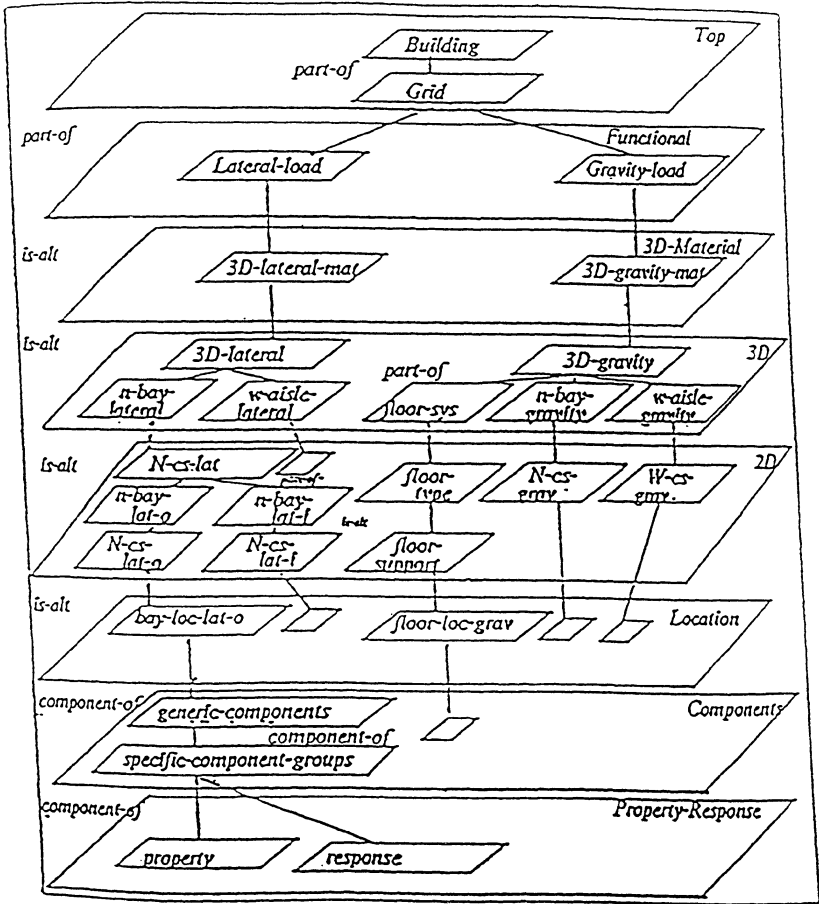 Top
Building
part-of
Grid
part-of
Functional
Lateral-load
Gravity-load
is-alt
3D-Material
3D-lateral-mat
3D-gravity-mat
Is-alt
3D
3D-lateral
3D-gravity
part-of
n-bay-
lateral
w-aisle-
lateral
floor-sys
n-bay-
gravity
w-aisle-
gravity
Is-alt
2D
N-cs-lat
part-of
floor-
type
N-cs-
grav.
W-cs-
grav.
n-bay-
lat-o
n-bay-
lat-f
Is-alt
N-cs-
lat-o
N-cs-
lat-f
floor-
support
is-alt
Location
bay-loc-lat-o
floor-loc-grav
component-of
Components
generic-components
component-of
specific-component-groups
component-of
Property-Response
property
response